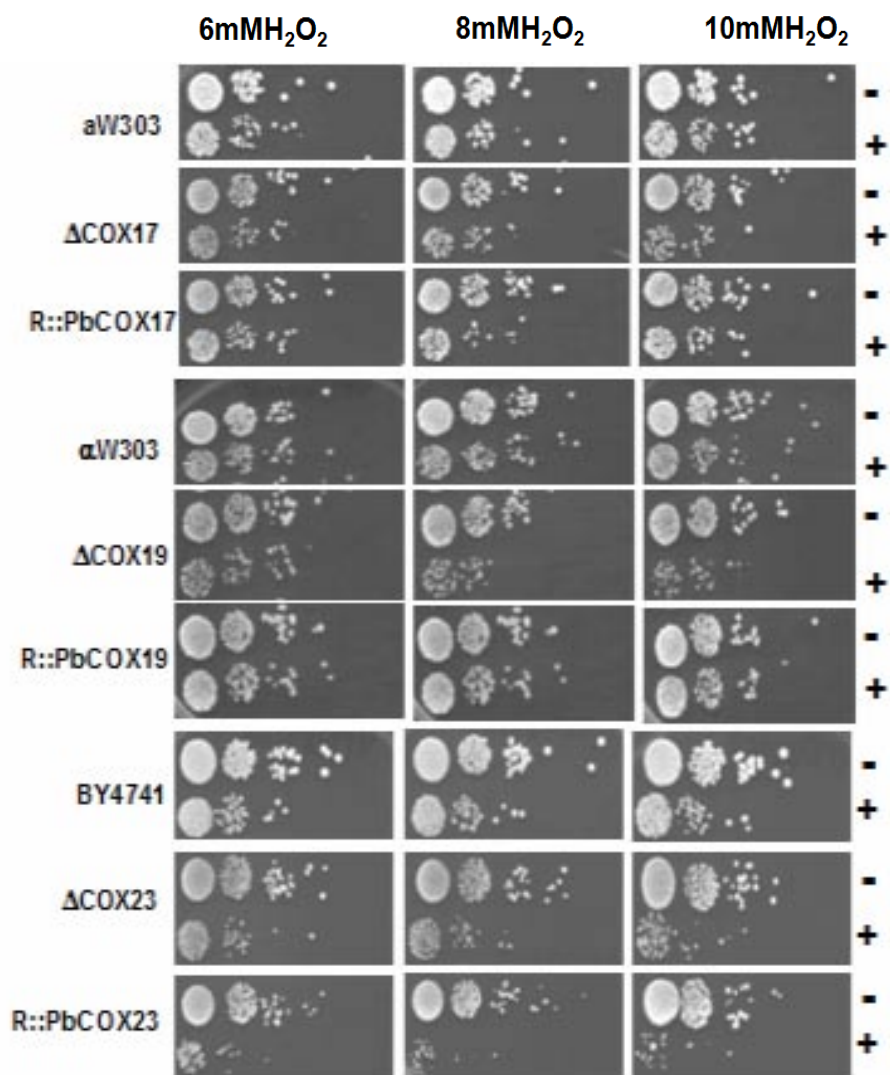 6mMH₂O₂ 8mMH₂O₂ 10mMH₂O₂
-
aW303
+
-
ΔCOX17
+
-
R::PbCOX17
+
-
αW303
+
-
ΔCOX19
+
-
R::PbCOX19
+
-
BY4741
+
-
ΔCOX23
+
-
R::PbCOX23
+